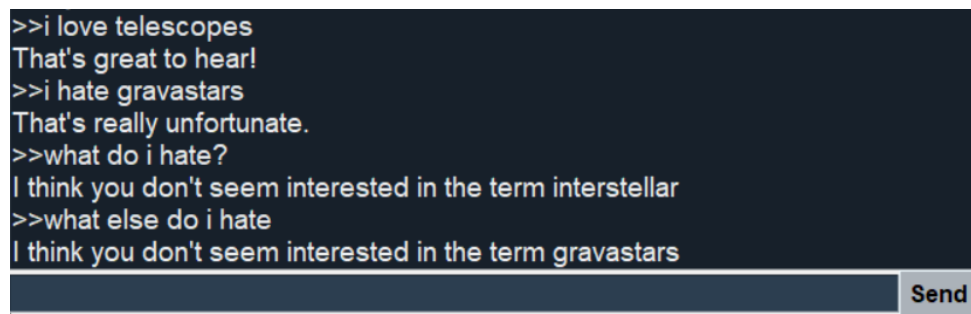 >>i love telescopes
That's great to hear!
>>i hate gravastars
That's really unfortunate.
>>what do i hate?
I think you don't seem interested in the term interstellar
>>what else do i hate
I think you don't seem interested in the term gravastars
Send